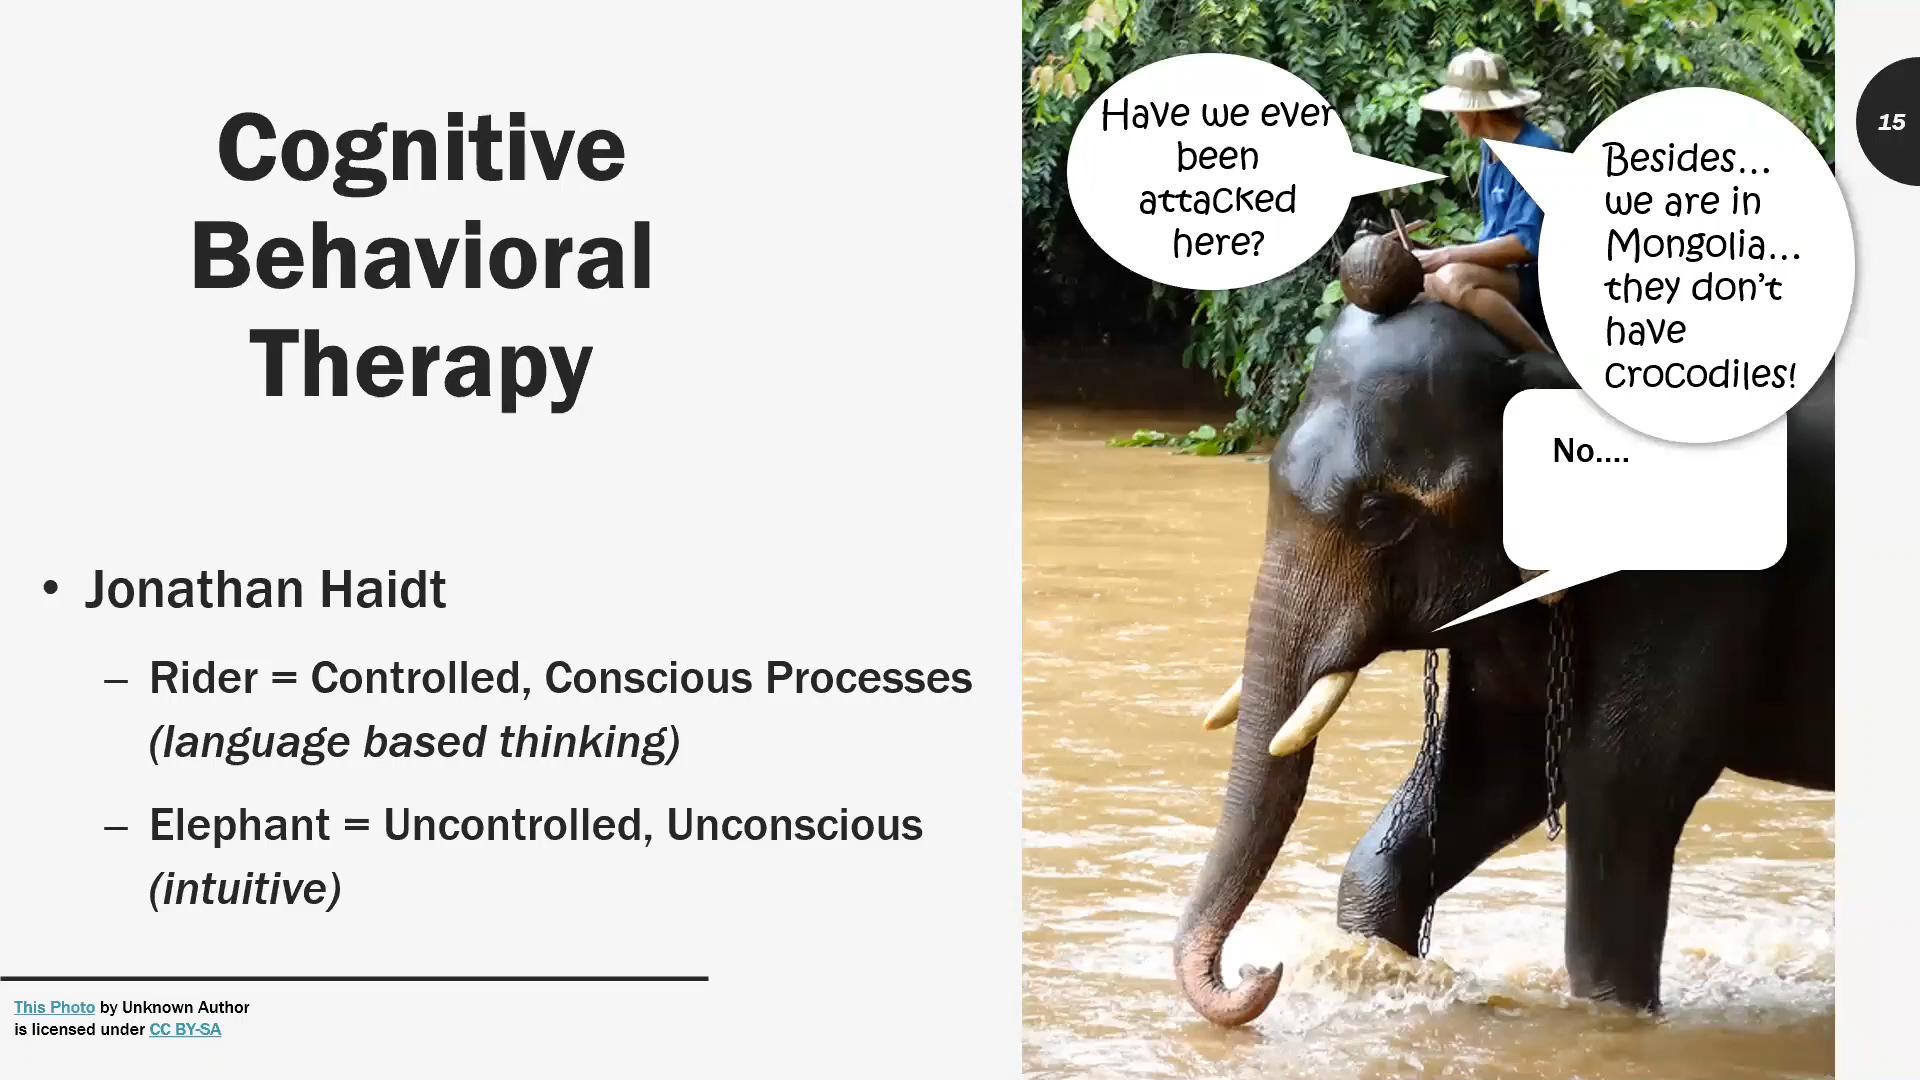 Cognitive
Behavioral
Therapy
• Jonathan Haidt
– Rider = Controlled, Conscious Processes
(language based thinking)
– Elephant = Uncontrolled, Unconscious
(intuitive)
This Photo by Unknown Author
is licensed under CC BY-SA
Have we ever
been
attacked
here?
Besides...
we are in
Mongolia...
they don't
have
crocodiles!
No....
15